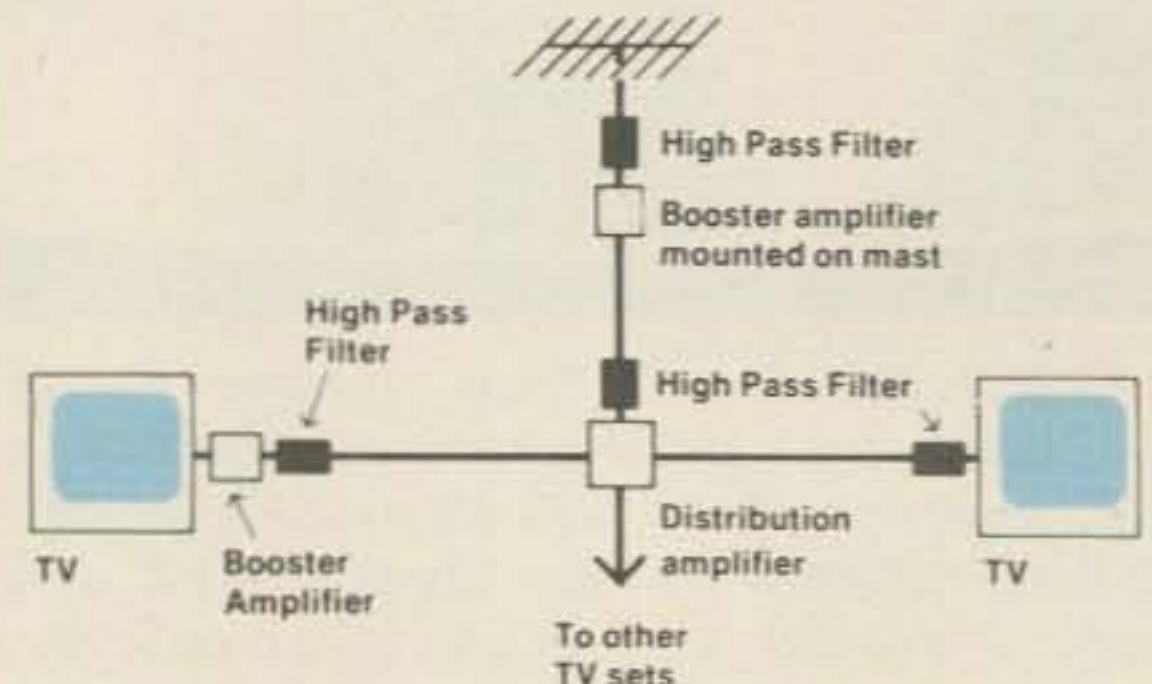 High Pass Filter
Booster amplifier
mounted on mast
High Pass
Filter
High Pass Filter
TV
Booster
Amplifier
Distribution
amplifier
TV
To other
TV sets